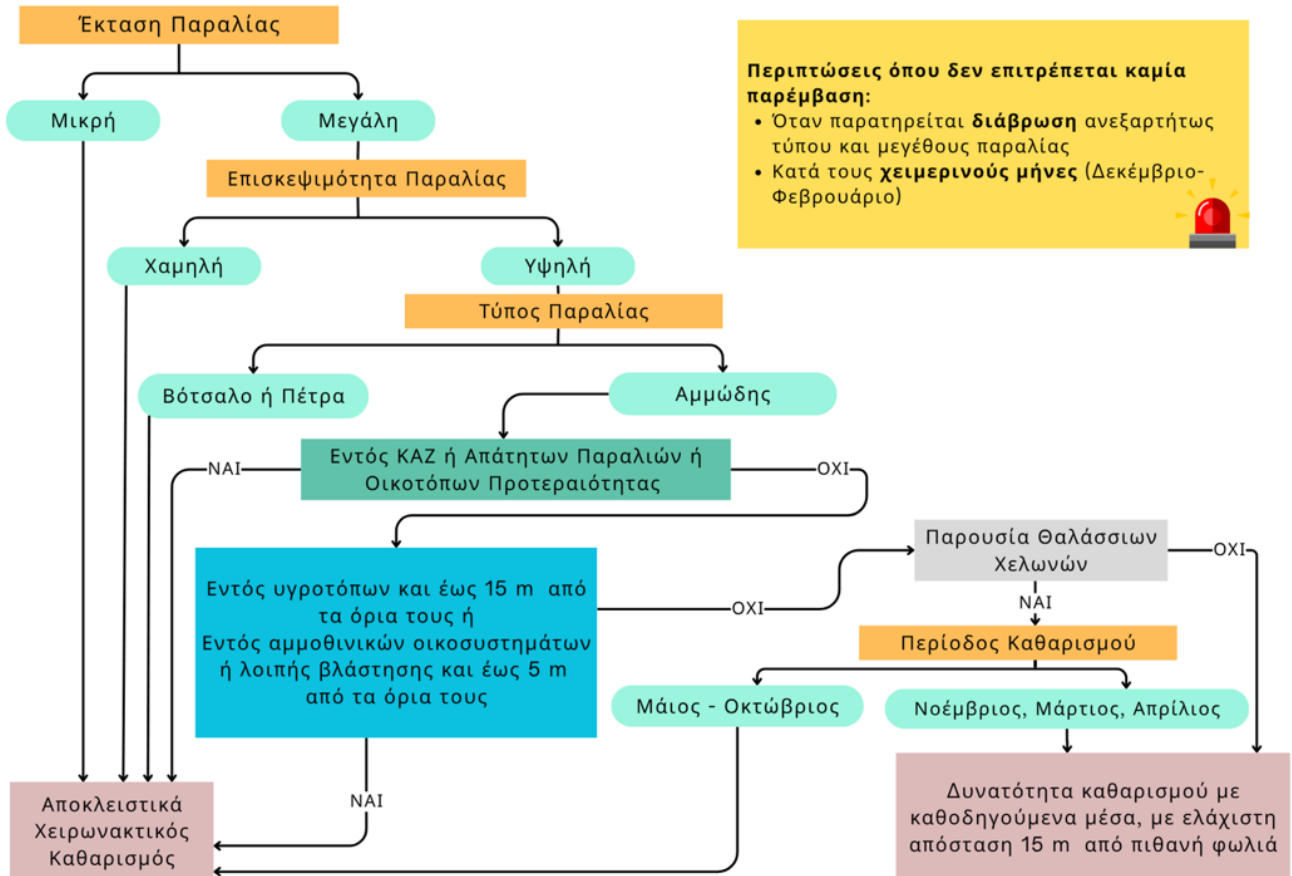 Έκταση Παραλίας
Μικρή
Μεγάλη
Περιπτώσεις όπου δεν επιτρέπεται καμία
παρέμβαση:
• Όταν παρατηρείται διάβρωση ανεξαρτήτως
τύπου και μεγέθους παραλίας
• Κατά τους χειμερινούς μήνες (Δεκέμβριο-
Φεβρουάριο)
Επισκεψιμότητα Παραλίας
Χαμηλή
Υψηλή
Τύπος Παραλίας
Βότσαλο ή Πέτρα
Αμμώδης
ΝΑΙ
Εντός ΚΑΖ ή Απάτητων Παραλιών ή
Οικοτόπων Προτεραιότητας
ΟΧΙ
Εντός υγροτόπων και έως 15 m από
τα όρια τους ή
Εντός αμμοθινικών οικοσυστημάτων
ή λοιπής βλάστησης και έως 5 m
από τα όρια τους
ΟΧΙ
Παρουσία Θαλάσσιων
Χελωνών
ΟΧΙ
ΝΑΙ
Περίοδος Καθαρισμού
Μάιος - Οκτώβριος
Νοέμβριος, Μάρτιος, Απρίλιος
ΝΑΙ
Αποκλειστικά
Χειρωνακτικός
Καθαρισμός
Δυνατότητα καθαρισμού με
καθοδηγούμενα μέσα, με ελάχιστη
απόσταση 15 m από πιθανή φωλιά